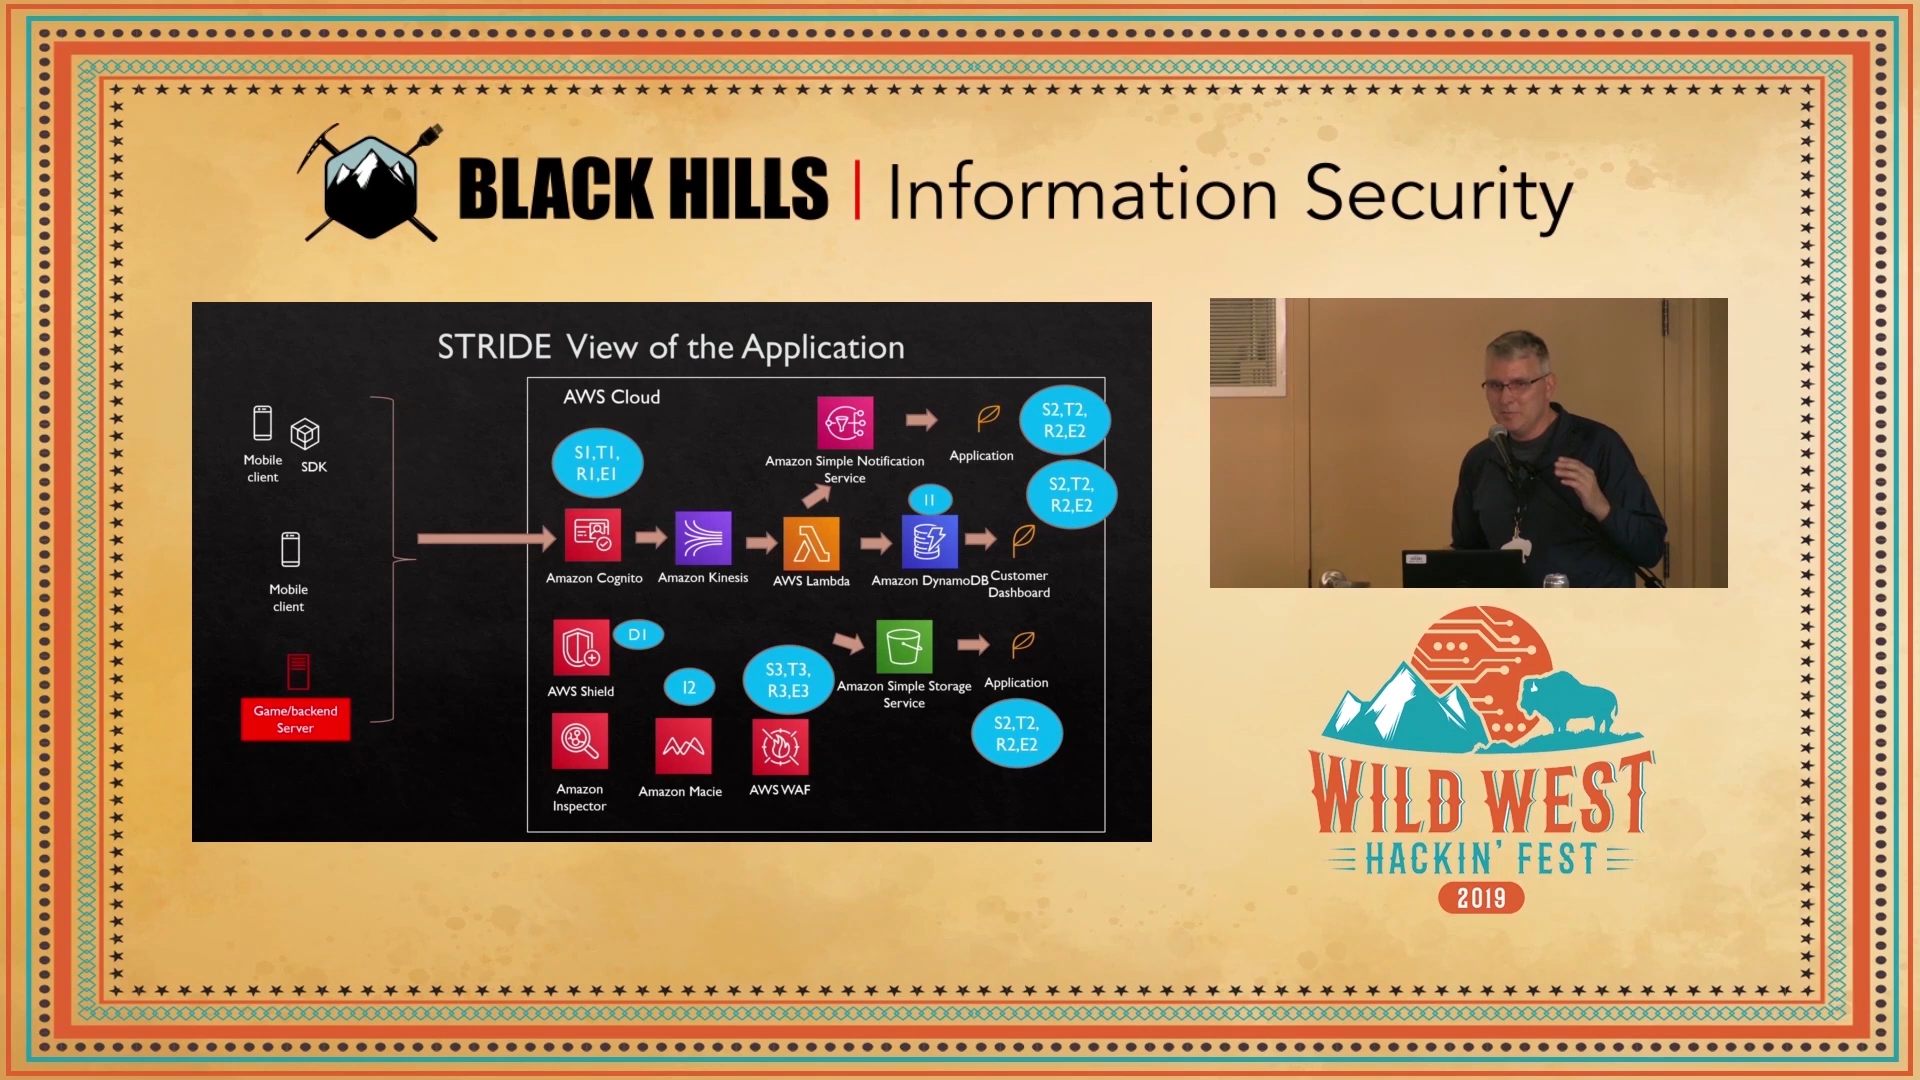 BLACK HILLS | Information Security
STRIDE View of the Application
AWS Cloud
Mobile
client
SDK
Mobile
client
Game/backend
Server
S1,T1,
R1,E1
Amazon Simple Notification
Service
Application
S2,T2,
R2,E2
S2,T2,
R2,E2
I1
Amazon Cognito
Amazon Kinesis
AWS Lambda
Amazon DynamoDB
Customer
Dashboard
D1
AWS Shield
I2
S3,T3,
R3,E3
Amazon Simple Storage
Service
Application
S2,T2,
R2,E2
Amazon
Inspector
Amazon Macie
AWS WAF
WILD WEST
HACKIN' FEST
2019